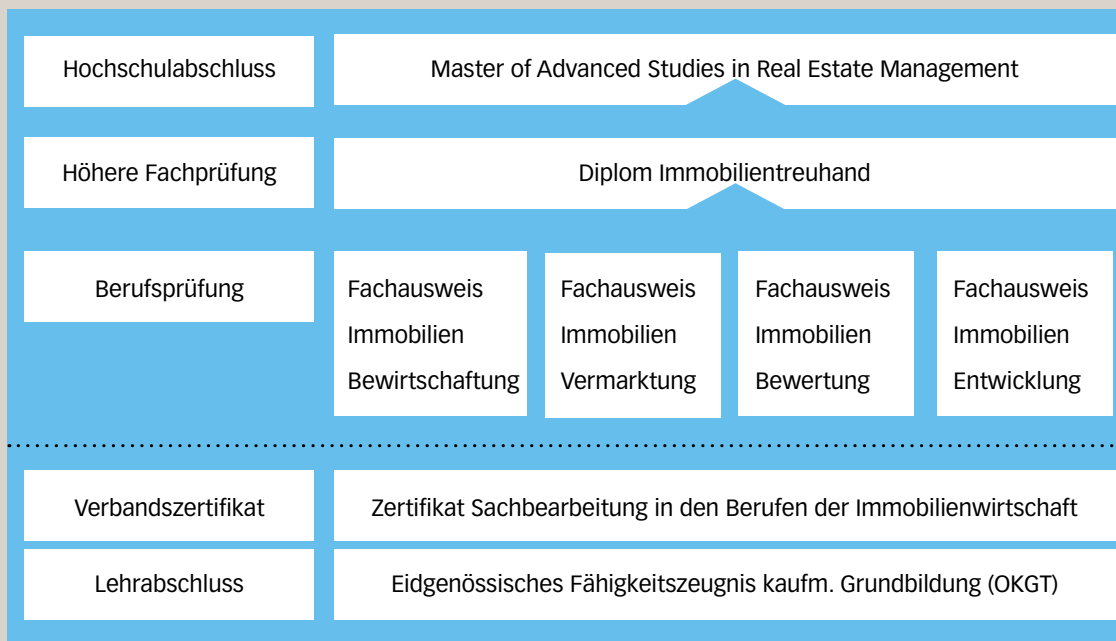 Hochschulabschluss
Master of Advanced Studies in Real Estate Management
Höhere Fachprüfung
Diplom Immobilientreuhand
Berufsprüfung
Fachausweis
Immobilien
Bewirtschaftung
Fachausweis
Immobilien
Vermarktung
Fachausweis
Immobilien
Bewertung
Fachausweis
Immobilien
Entwicklung
Verbandszertifikat
Zertifikat Sachbearbeitung in den Berufen der Immobilienwirtschaft
Lehrabschluss
Eidgenössisches Fähigkeitszeugnis kaufm. Grundbildung (OKGT)